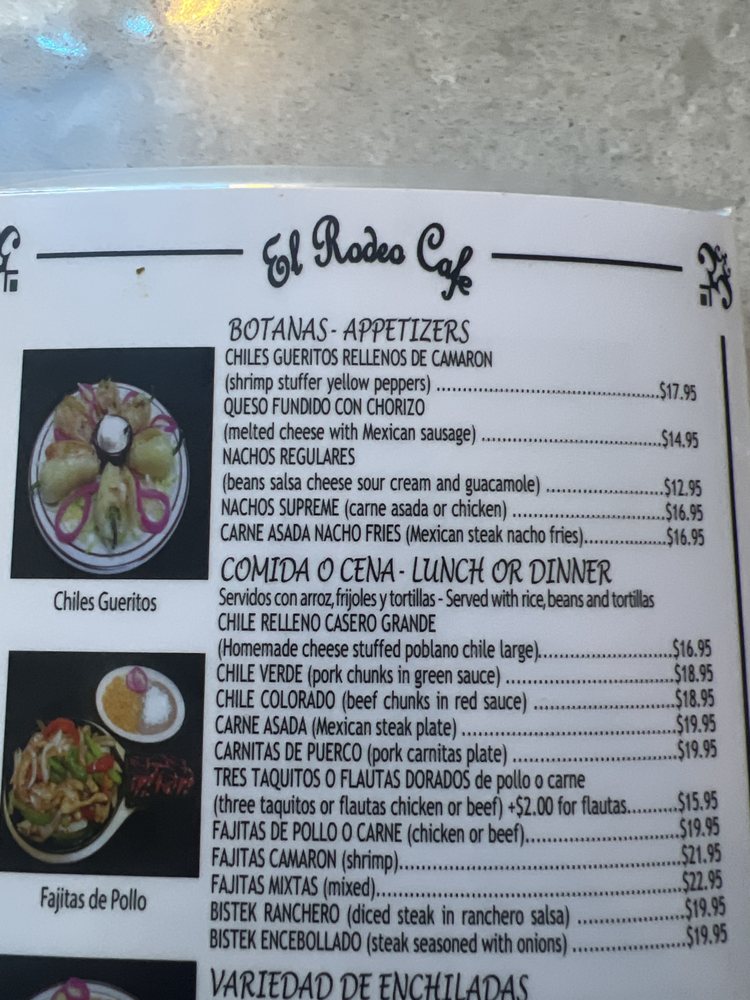 El Rodeo Cafe
BOTANAS - APPETIZERS
CHILES GUERITOS RELLENOS DE CAMARON
(shrimp stuffer yellow peppers) ........................................$17.95
QUESO FUNDIDO CON CHORIZO
(melted cheese with Mexican sausage) ................................$14.95
NACHOS REGULARES
(beans salsa cheese sour cream and guacamole) .....................$12.95
NACHOS SUPREME (carne asada or chicken) ...........................$16.95
CARNE ASADA NACHO FRIES (Mexican steak nacho fries)...............$16.95
Chiles Gueritos
COMIDA O CENA - LUNCH OR DINNER
Servidos con arroz, frijoles y tortillas - Served with rice, beans and tortillas
CHILE RELLENO CASERO GRANDE
(Homemade cheese stuffed poblano chile large)........................$16.95
CHILE VERDE (pork chunks in green sauce) ..............................$18.95
CHILE COLORADO (beef chunks in red sauce) ...........................$18.95
CARNE ASADA (Mexican steak plate) .....................................$19.95
CARNITAS DE PUERCO (pork carnitas plate) .............................$19.95
TRES TAQUITOS O FLAUTAS DORADOS de pollo o carne
(three taquitos or flautas chicken or beef) +$2.00 for flautas..........$15.95
FAJITAS DE POLLO O CARNE (chicken or beef)...........................$19.95
FAJITAS CAMARON (shrimp)................................................$21.95
FAJITAS MIXTAS (mixed).....................................................$22.95
BISTEK RANCHERO (diced steak in ranchero salsa) ....................$19.95
BISTEK ENCEBOLLADO (steak seasoned with onions) ..................$19.95
Fajitas de Pollo
VARIEDAD DE ENCHILADAS